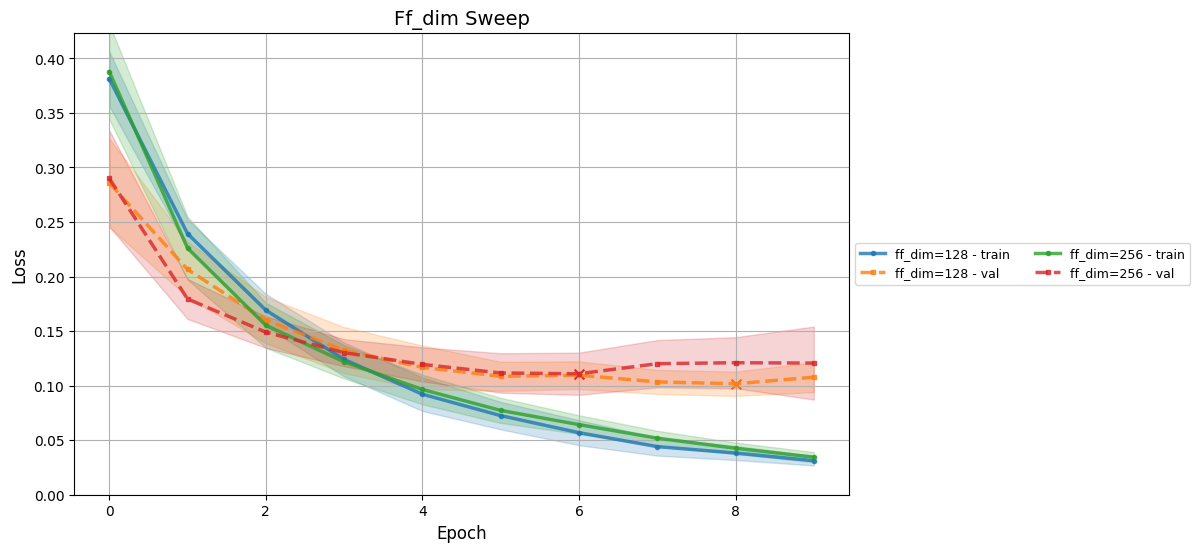 Ff_dim Sweep
Loss
0.40
0.35
0.30
0.25
0.20
0.15
0.10
0.05
0.00
0 2 4 6 8
Epoch
ff_dim=128 - train ff_dim=256 - train
ff_dim=128 - val ff_dim=256 - val